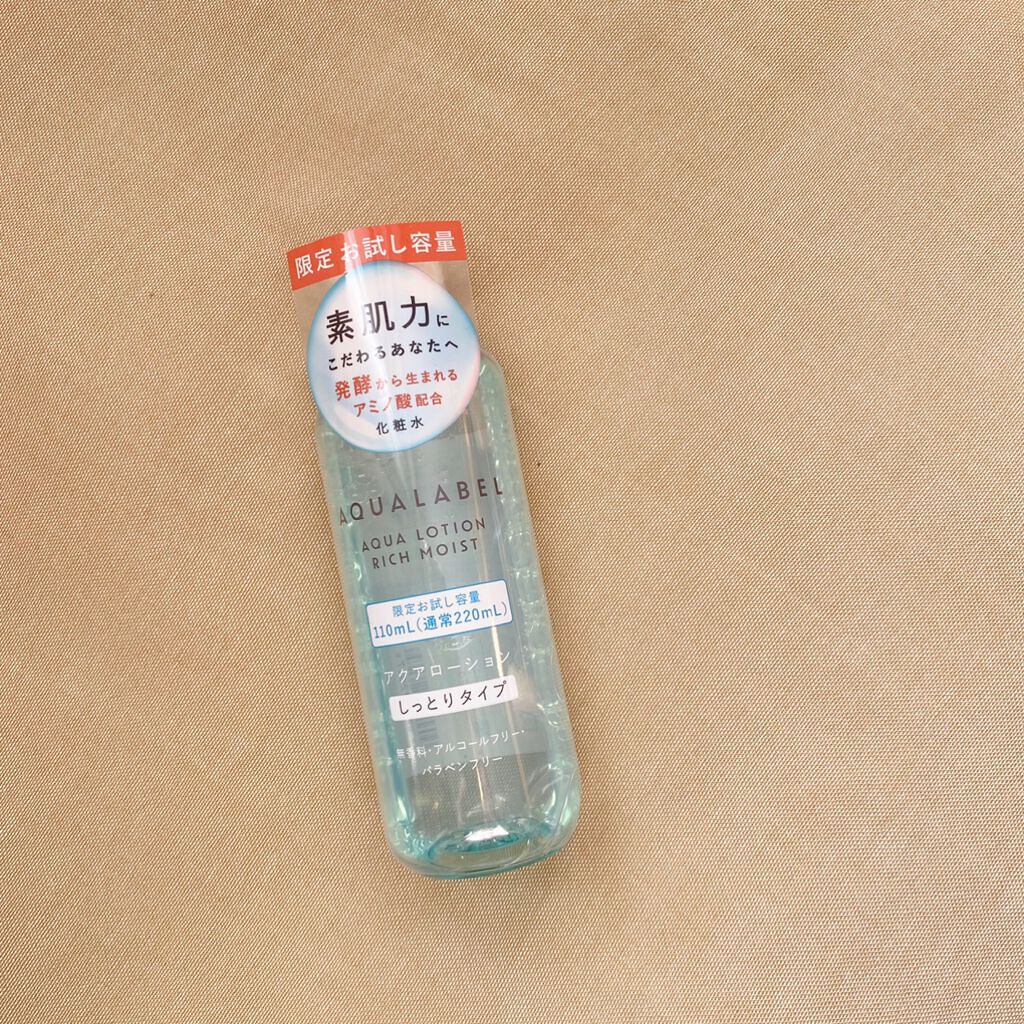 限定 お試し容量
素肌力に
こだわるあなたへ
発酵から生まれる
アミノ酸配合
化粧水
AQUALABEL
AQUA LOTION
RICH MOIST
限定お試し容量
110mL(通常220mL)
アクアローション
しっとりタイプ
無香料・アルコールフリー・
パラベンフリー